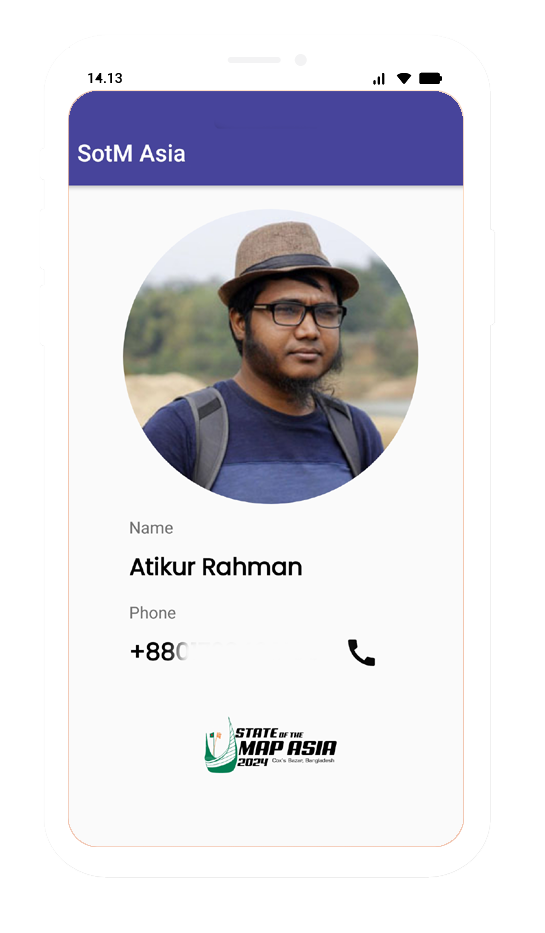 14.13
SotM Asia
Name
Atikur Rahman
Phone
+880
STATE OF THE
MAP ASIA
2024 Cox's Bazar, Bangladesh